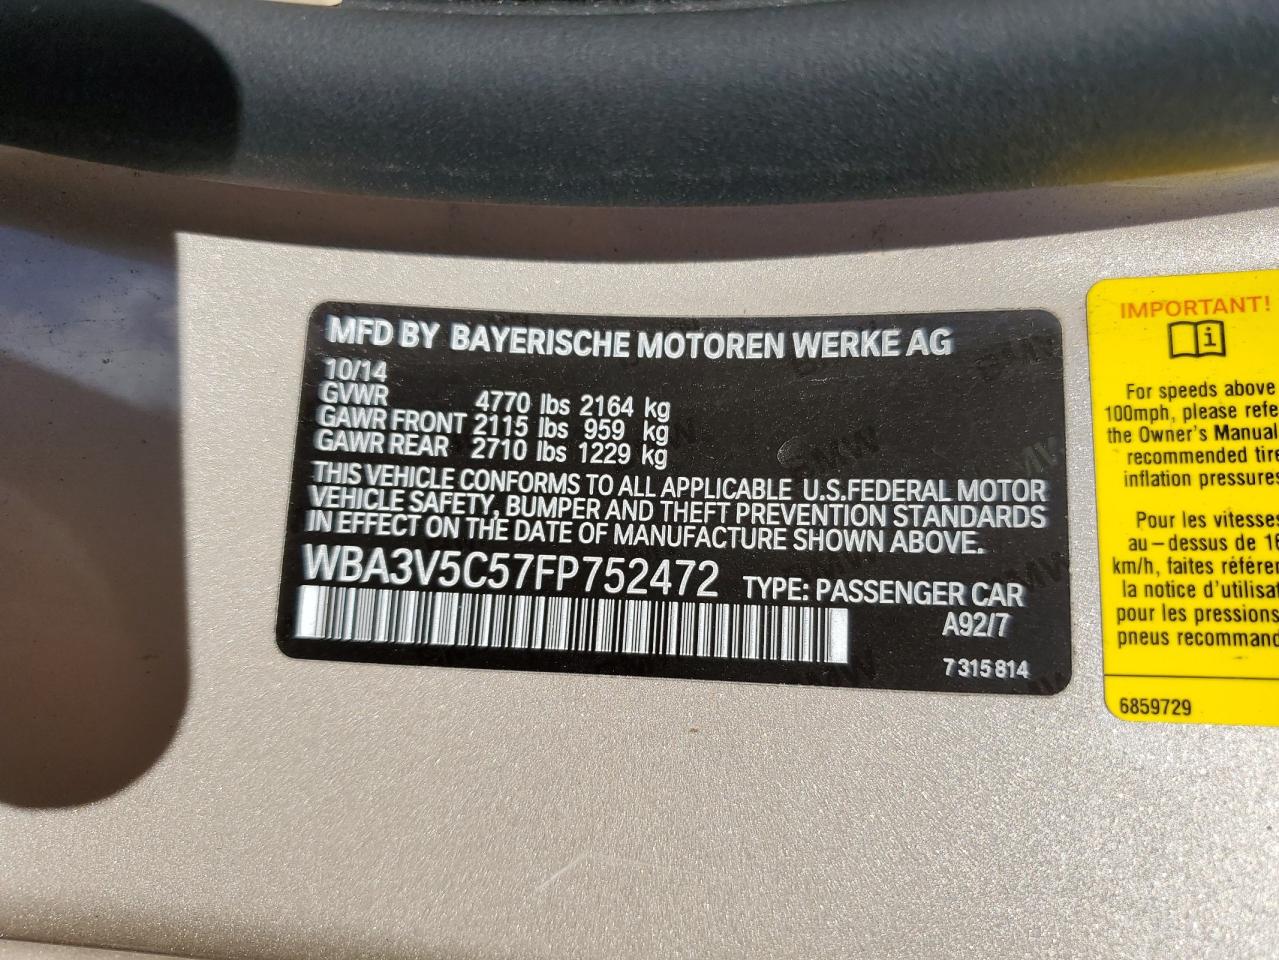 MFD BY BAYERISCHE MOTOREN WERKE AG
10/14
GVWR 4770 lbs 2164 kg
GAWR FRONT 2115 lbs 959 kg
GAWR REAR 2710 lbs 1229 kg
THIS VEHICLE CONFORMS TO ALL APPLICABLE U.S.FEDERAL MOTOR
VEHICLE SAFETY, BUMPER AND THEFT PREVENTION STANDARDS
IN EFFECT ON THE DATE OF MANUFACTURE SHOWN ABOVE.
WBA3V5C57FP752472 TYPE: PASSENGER CAR
A92/7
7 315 814
IMPORTANT!
For speeds above
100mph, please refe
the Owner's Manual
recommended tire
inflation pressures
Pour les vitesses
au-dessus de 16
km/h, faites référen
la notice d'utilisat
pour les pressions
pneus recommand
6859729